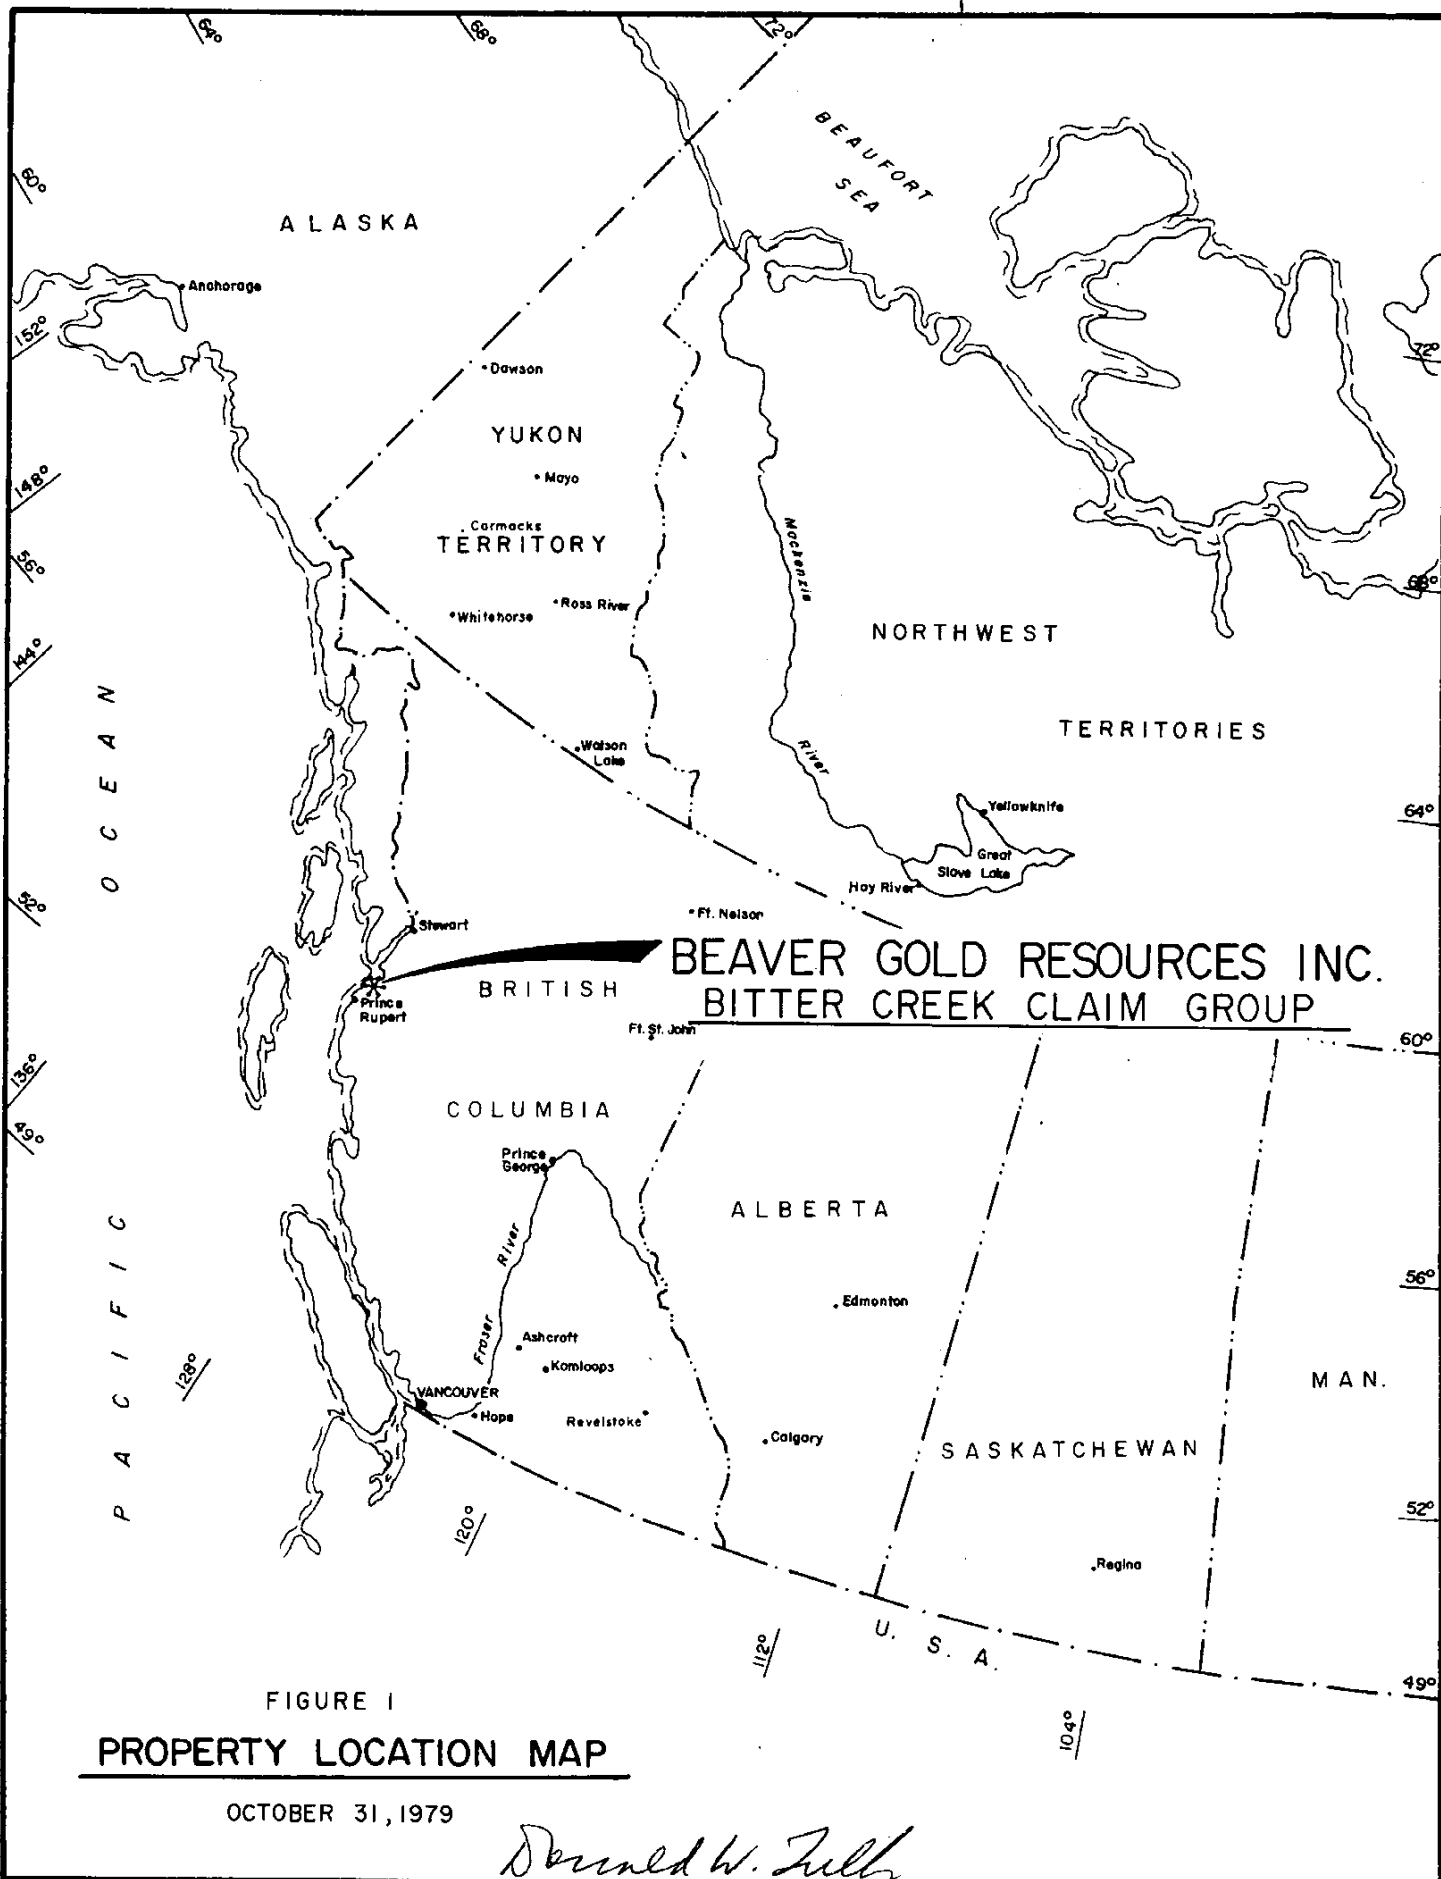 64°
68°
72°
BEAUFORT
SEA
60°
ALASKA
Anchorage
152°
72°
Dawson
YUKON
Mayo
148°
Carmacks
TERRITORY
Mackenzie
56°
68°
Ross River
Whitehorse
NORTHWEST
144°
OCEAN
TERRITORIES
Watson
Lake
River
Yellowknife
64°
Great
Slave Lake
Hay River
52°
Ft. Nelson
Stewart
BEAVER GOLD RESOURCES INC.
BRITISH
BITTER CREEK CLAIM GROUP
Prince
Rupert
Ft. St. John
60°
136°
COLUMBIA
49°
Prince
George
ALBERTA
River
PACIFIC
56°
Edmonton
Fraser
Ashcroft
Kamloops
128°
MAN.
VANCOUVER
Hope
Revelstoke
Calgary
SASKATCHEWAN
52°
120°
Regina
U. S. A.
112°
49°
104°
FIGURE 1
PROPERTY LOCATION MAP
OCTOBER 31, 1979
Donald W. Tully